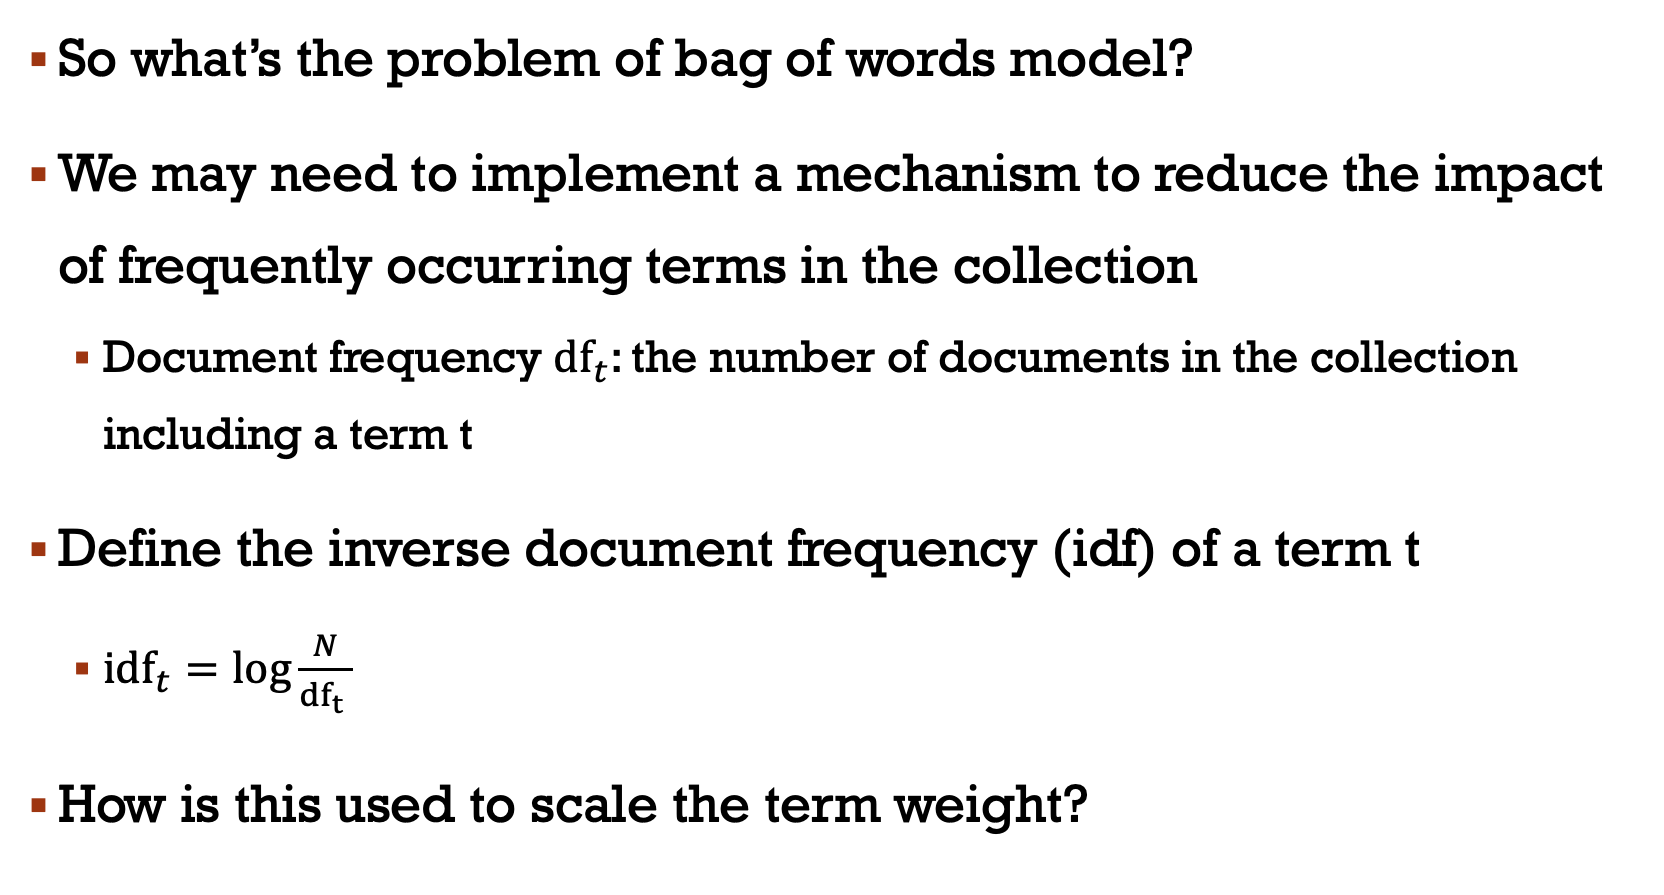 ▪ So what's the problem of bag of words model?
▪ We may need to implement a mechanism to reduce the impact
of frequently occurring terms in the collection
▪ Document frequency df_t: the number of documents in the collection
including a term t
▪ Define the inverse document frequency (idf) of a term t
▪ idf_t = log N/df_t
▪ How is this used to scale the term weight?